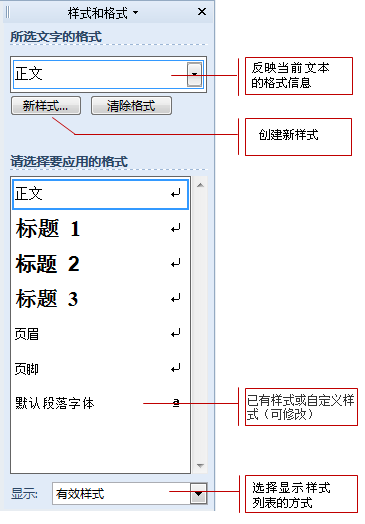 样式和格式
所选文字的格式
正文
反映当前文本
的格式信息
新样式... 清除格式
创建新样式
请选择要应用的格式
正文
标题 1
标题 2
标题 3
页眉
页脚
默认段落字体 a
已有样式或自定义样
式（可修改）
显示: 有效样式
选择显示样式
列表的方式